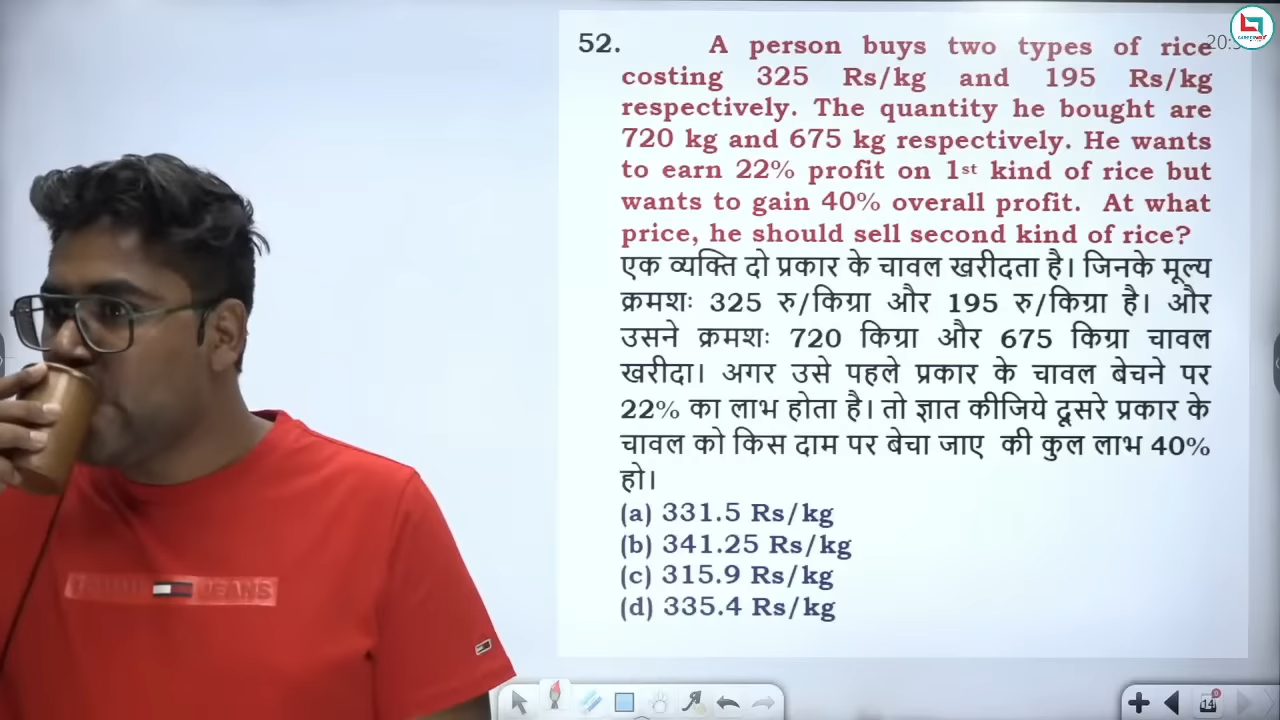 52. A person buys two types of rice
costing 325 Rs/kg and 195 Rs/kg
respectively. The quantity he bought are
720 kg and 675 kg respectively. He wants
to earn 22% profit on 1st kind of rice but
wants to gain 40% overall profit. At what
price, he should sell second kind of rice?
एक व्यक्ति दो प्रकार के चावल खरीदता है। जिनके मूल्य
क्रमशः 325 रु/किग्रा और 195 रु/किग्रा है। और
उसने क्रमशः 720 किग्रा और 675 किग्रा चावल
खरीदा। अगर उसे पहले प्रकार के चावल बेचने पर
22% का लाभ होता है। तो ज्ञात कीजिये दूसरे प्रकार के
चावल को किस दाम पर बेचा जाए की कुल लाभ 40%
हो।
(a) 331.5 Rs/kg
(b) 341.25 Rs/kg
(c) 315.9 Rs/kg
(d) 335.4 Rs/kg
JEANS
14